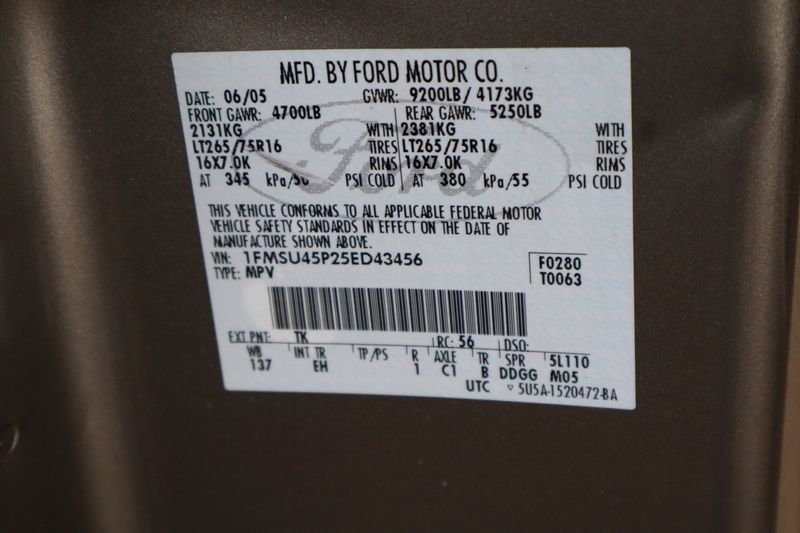 MFD. BY FORD MOTOR CO.
DATE: 06/05 GVWR: 9200LB/ 4173KG
FRONT GAWR: 4700LB REAR GAWR: 5250LB
2131KG WITH 2381KG WITH
LT265/75R16 TIRES LT265/75R16 TIRES
16X7.0K RIMS 16X7.0K RIMS
AT 345 kPa/50 PSI COLD AT 380 kPa/55 PSI COLD
Ford
THIS VEHICLE CONFORMS TO ALL APPLICABLE FEDERAL MOTOR
VEHICLE SAFETY STANDARDS IN EFFECT ON THE DATE OF
MANUFACTURE SHOWN ABOVE.
VIN: 1FMSU45P25ED43456 F0280
TYPE: MPV T0063
EXT PNT: TK RC: 56 DSO:
WB INT TR TP/PS R AXLE TR SPR 5L110
137 EH 1 C1 B DDGG M05
UTC ▽5U5A-1520472-BA